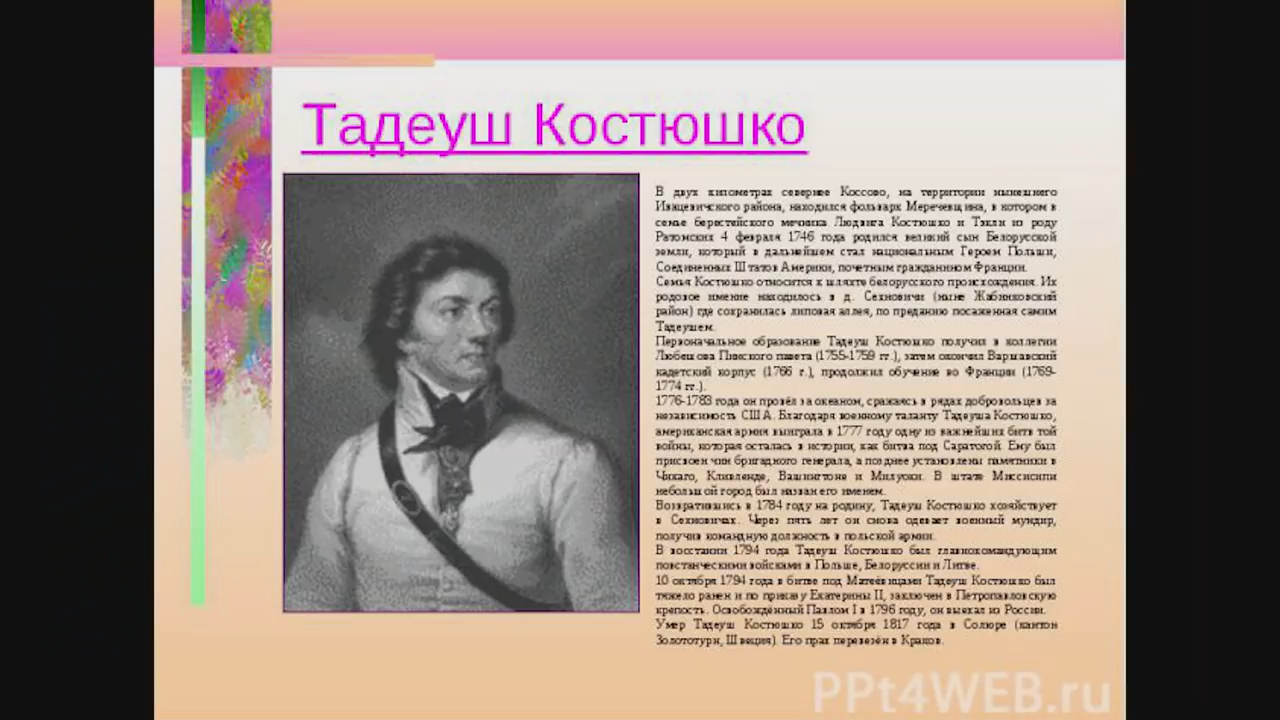 Тадеуш Костюшко
В двух километрах севернее Коссово, на территории нынешнего
Ивацевичского района, находился фольварк Меречевщина, в котором в
семье берестейского мечника Людвига Костюшко и Тэкли из роду
Ратомских 4 февраля 1746 года родился великий сын Белорусской
земли, который в дальнейшем стал национальным Героем Польши,
Соединенных Штатов Америки, почетным гражданином Франции.
Семья Костюшко относится к шляхте белорусского происхождения. Их
родовое имение находилось в д. Сехновичи (ныне Жабинковский
район) где сохранилась липовая аллея, по преданию посаженная самим
Тадеушем.
Первоначальное образование Тадеуш Костюшко получил в коллегии
Любешова Пинского павета (1755-1759 гг.), затем окончил Варшавский
кадетский корпус (1766 г.), продолжил обучение во Франции (1769-
1774 гг.).
1776-1783 года он провёл за океаном, сражаясь в рядах добровольцев за
независимость США. Благодаря военному таланту Тадеуша Костюшко,
американская армия выиграла в 1777 году одну из важнейших битв той
войны, которая осталась в истории, как битва под Саратогой. Ему был
присвоен чин бригадного генерала, а позднее установлены памятники в
Чикаго, Кливленде, Вашингтоне и Милуоки. В штате Миссисипи
небольшой город был назван его именем.
Возвратившись в 1784 году на родину, Тадеуш Костюшко хозяйствует
в Сехновичах. Через пять лет он снова одевает военный мундир,
получив командную должность в польской армии.
В восстании 1794 года Тадеуш Костюшко был главнокомандующим
повстанческими войсками в Польше, Белоруссии и Литве.
10 октября 1794 года в битве под Матеёвицами Тадеуш Костюшко был
тяжело ранен и по приказу Екатерины II, заключен в Петропавловскую
крепость. Освобождённый Павлом I в 1796 году, он выехал из России.
Умер Тадеуш Костюшко 15 октября 1817 года в Солюре (кантон
Золототурн, Швеция). Его прах перевезён в Краков.
PPt4WEB.ru